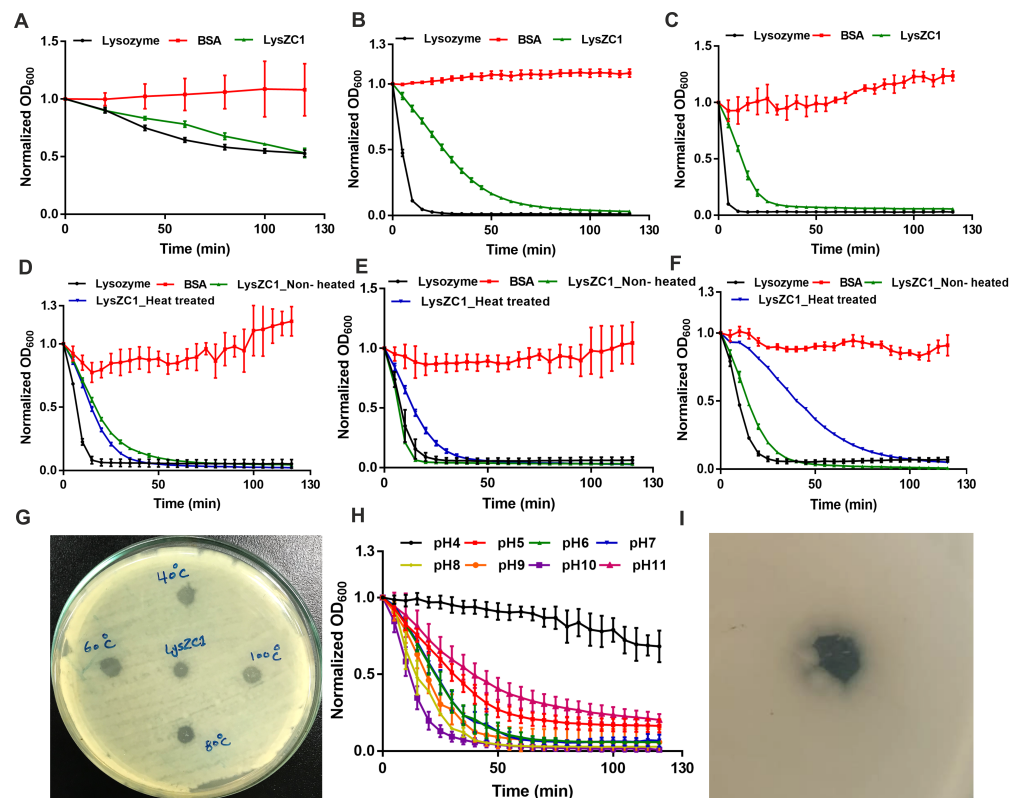 A
Lysozyme BSA LysZC1
Normalized OD600
1.5
1.0
0.5
0.0
0 50 100 130
Time (min)
B
Lysozyme BSA LysZC1
Normalized OD600
1.3
1.0
0.5
0.0
0 50 100 130
Time (min)
C
Lysozyme BSA LysZC1
Normalized OD600
1.5
1.0
0.5
0.0
0 50 100 130
Time (min)
D
Lysozyme BSA LysZC1_Non- heated
LysZC1_Heat treated
Normalized OD600
1.3
1.0
0.5
0.0
0 50 100 130
Time (min)
E
Lysozyme BSA LysZC1_Non- heated
LysZC1_Heat treated
Normalized OD600
1.5
1.0
0.5
0.0
0 50 100 130
Time (min)
F
Lysozyme BSA LysZC1_Non- heated
LysZC1_Heat treated
Normalized OD600
1.3
1.0
0.5
0.0
0 50 100 130
Time (min)
G
40°C
60°C
LysZC1
100°C
80°C
H
pH4 pH5 pH6 pH7
pH8 pH9 pH10 pH11
Normalized OD600
1.3
1.0
0.5
0.0
0 50 100 130
Time (min)
I